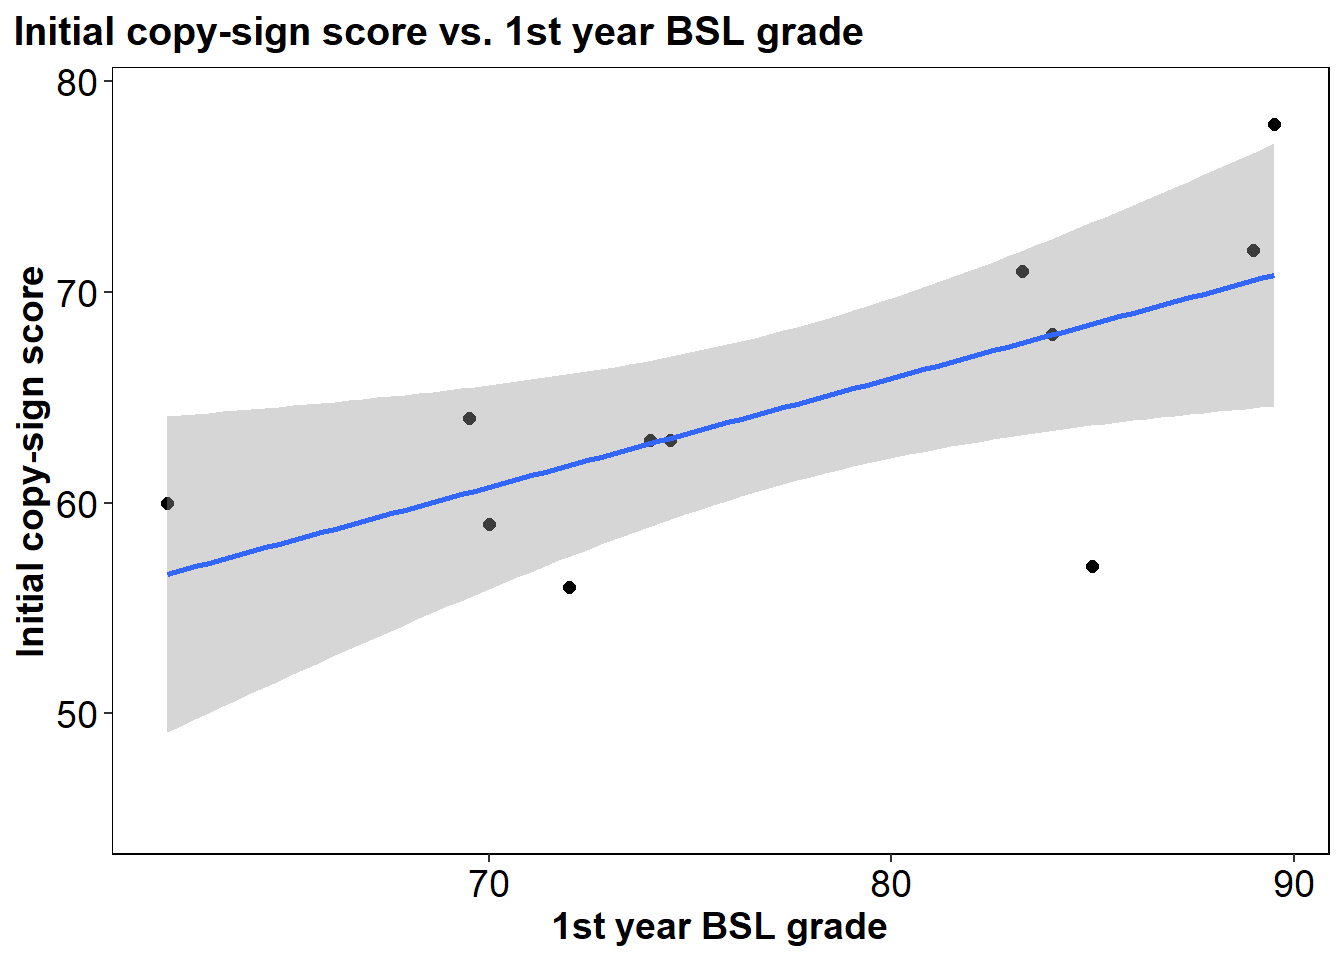 Initial copy-sign score vs. 1st year BSL grade
80
70
60
50
Initial copy-sign score
70 80 90
1st year BSL grade